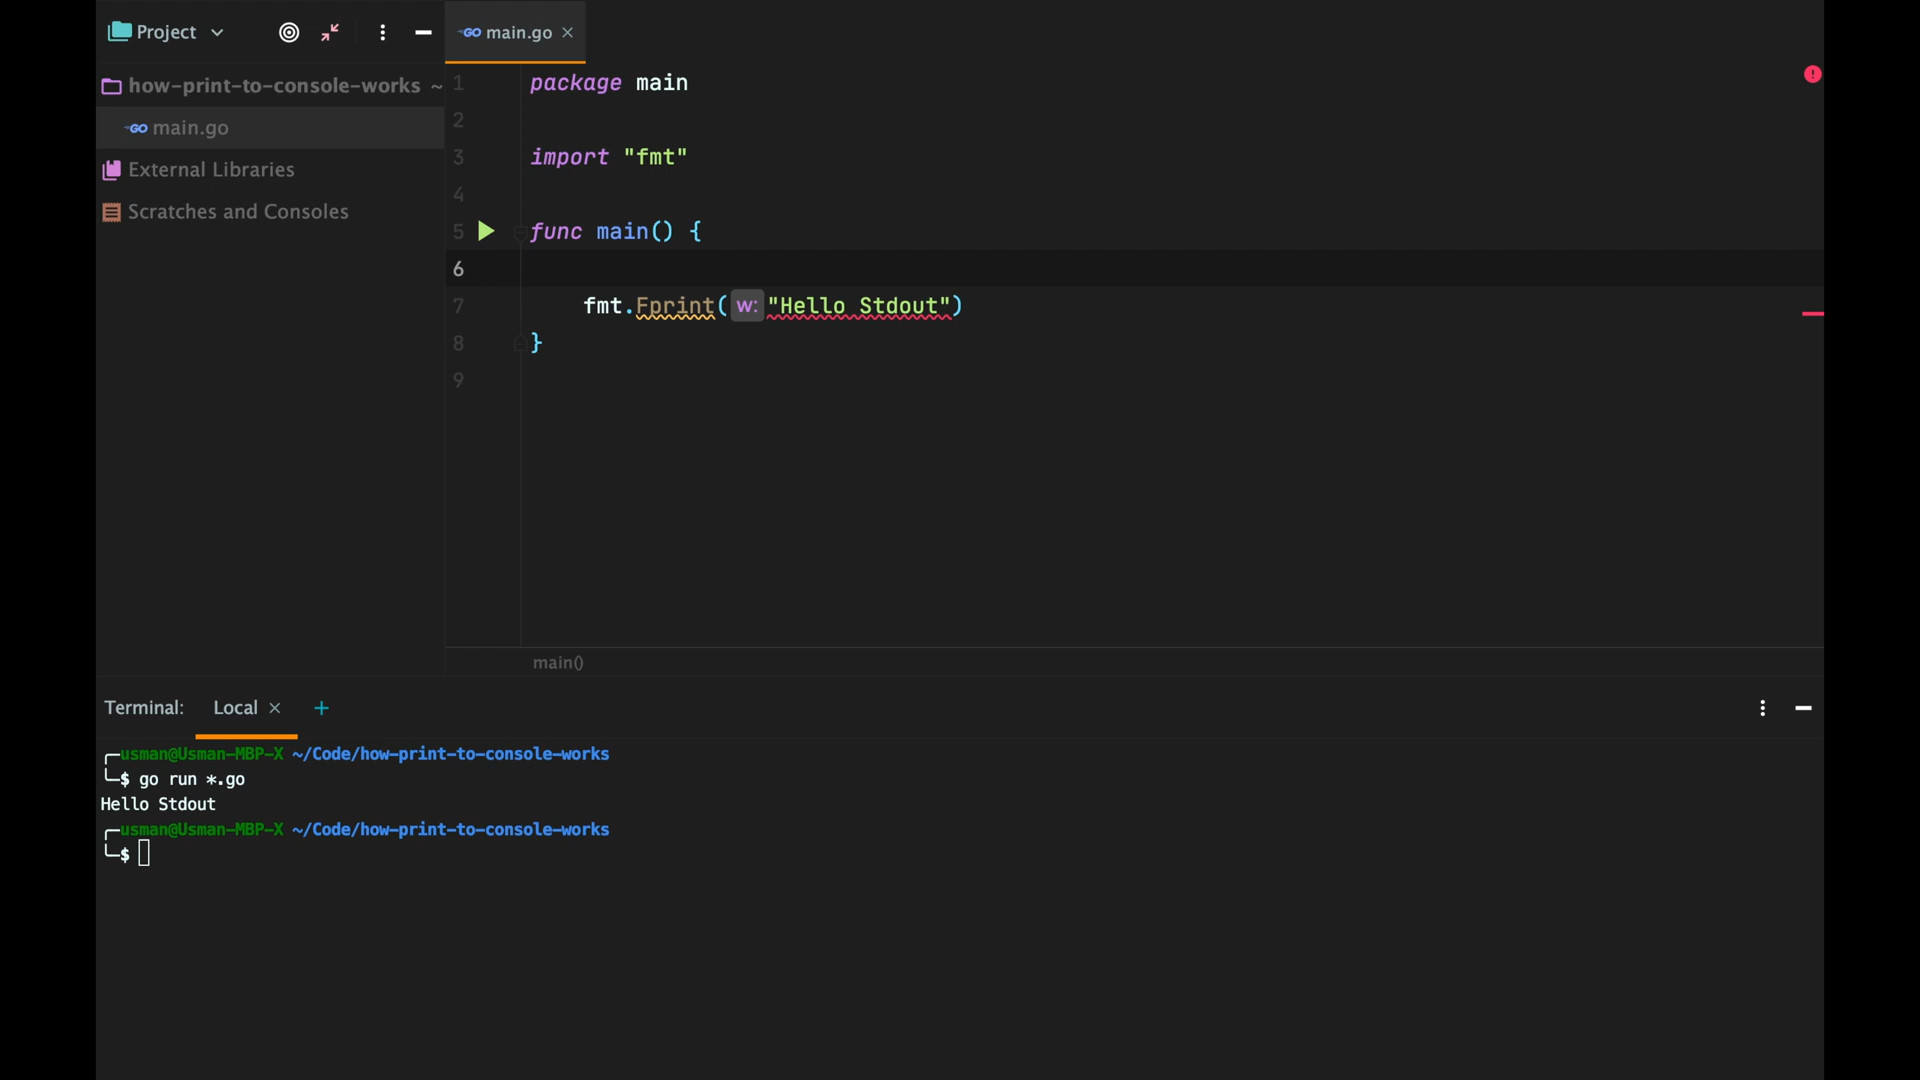 Project
GO main.go
how-print-to-console-works ~
GO main.go
External Libraries
Scratches and Consoles
1 package main
2
3 import "fmt"
4
5 func main() {
6
7 fmt.Fprint( w: "Hello Stdout")
8 }
9
main()
Terminal: Local
usman@Usman-MBP-X ~/Code/how-print-to-console-works
$ go run *.go
Hello Stdout
usman@Usman-MBP-X ~/Code/how-print-to-console-works
$